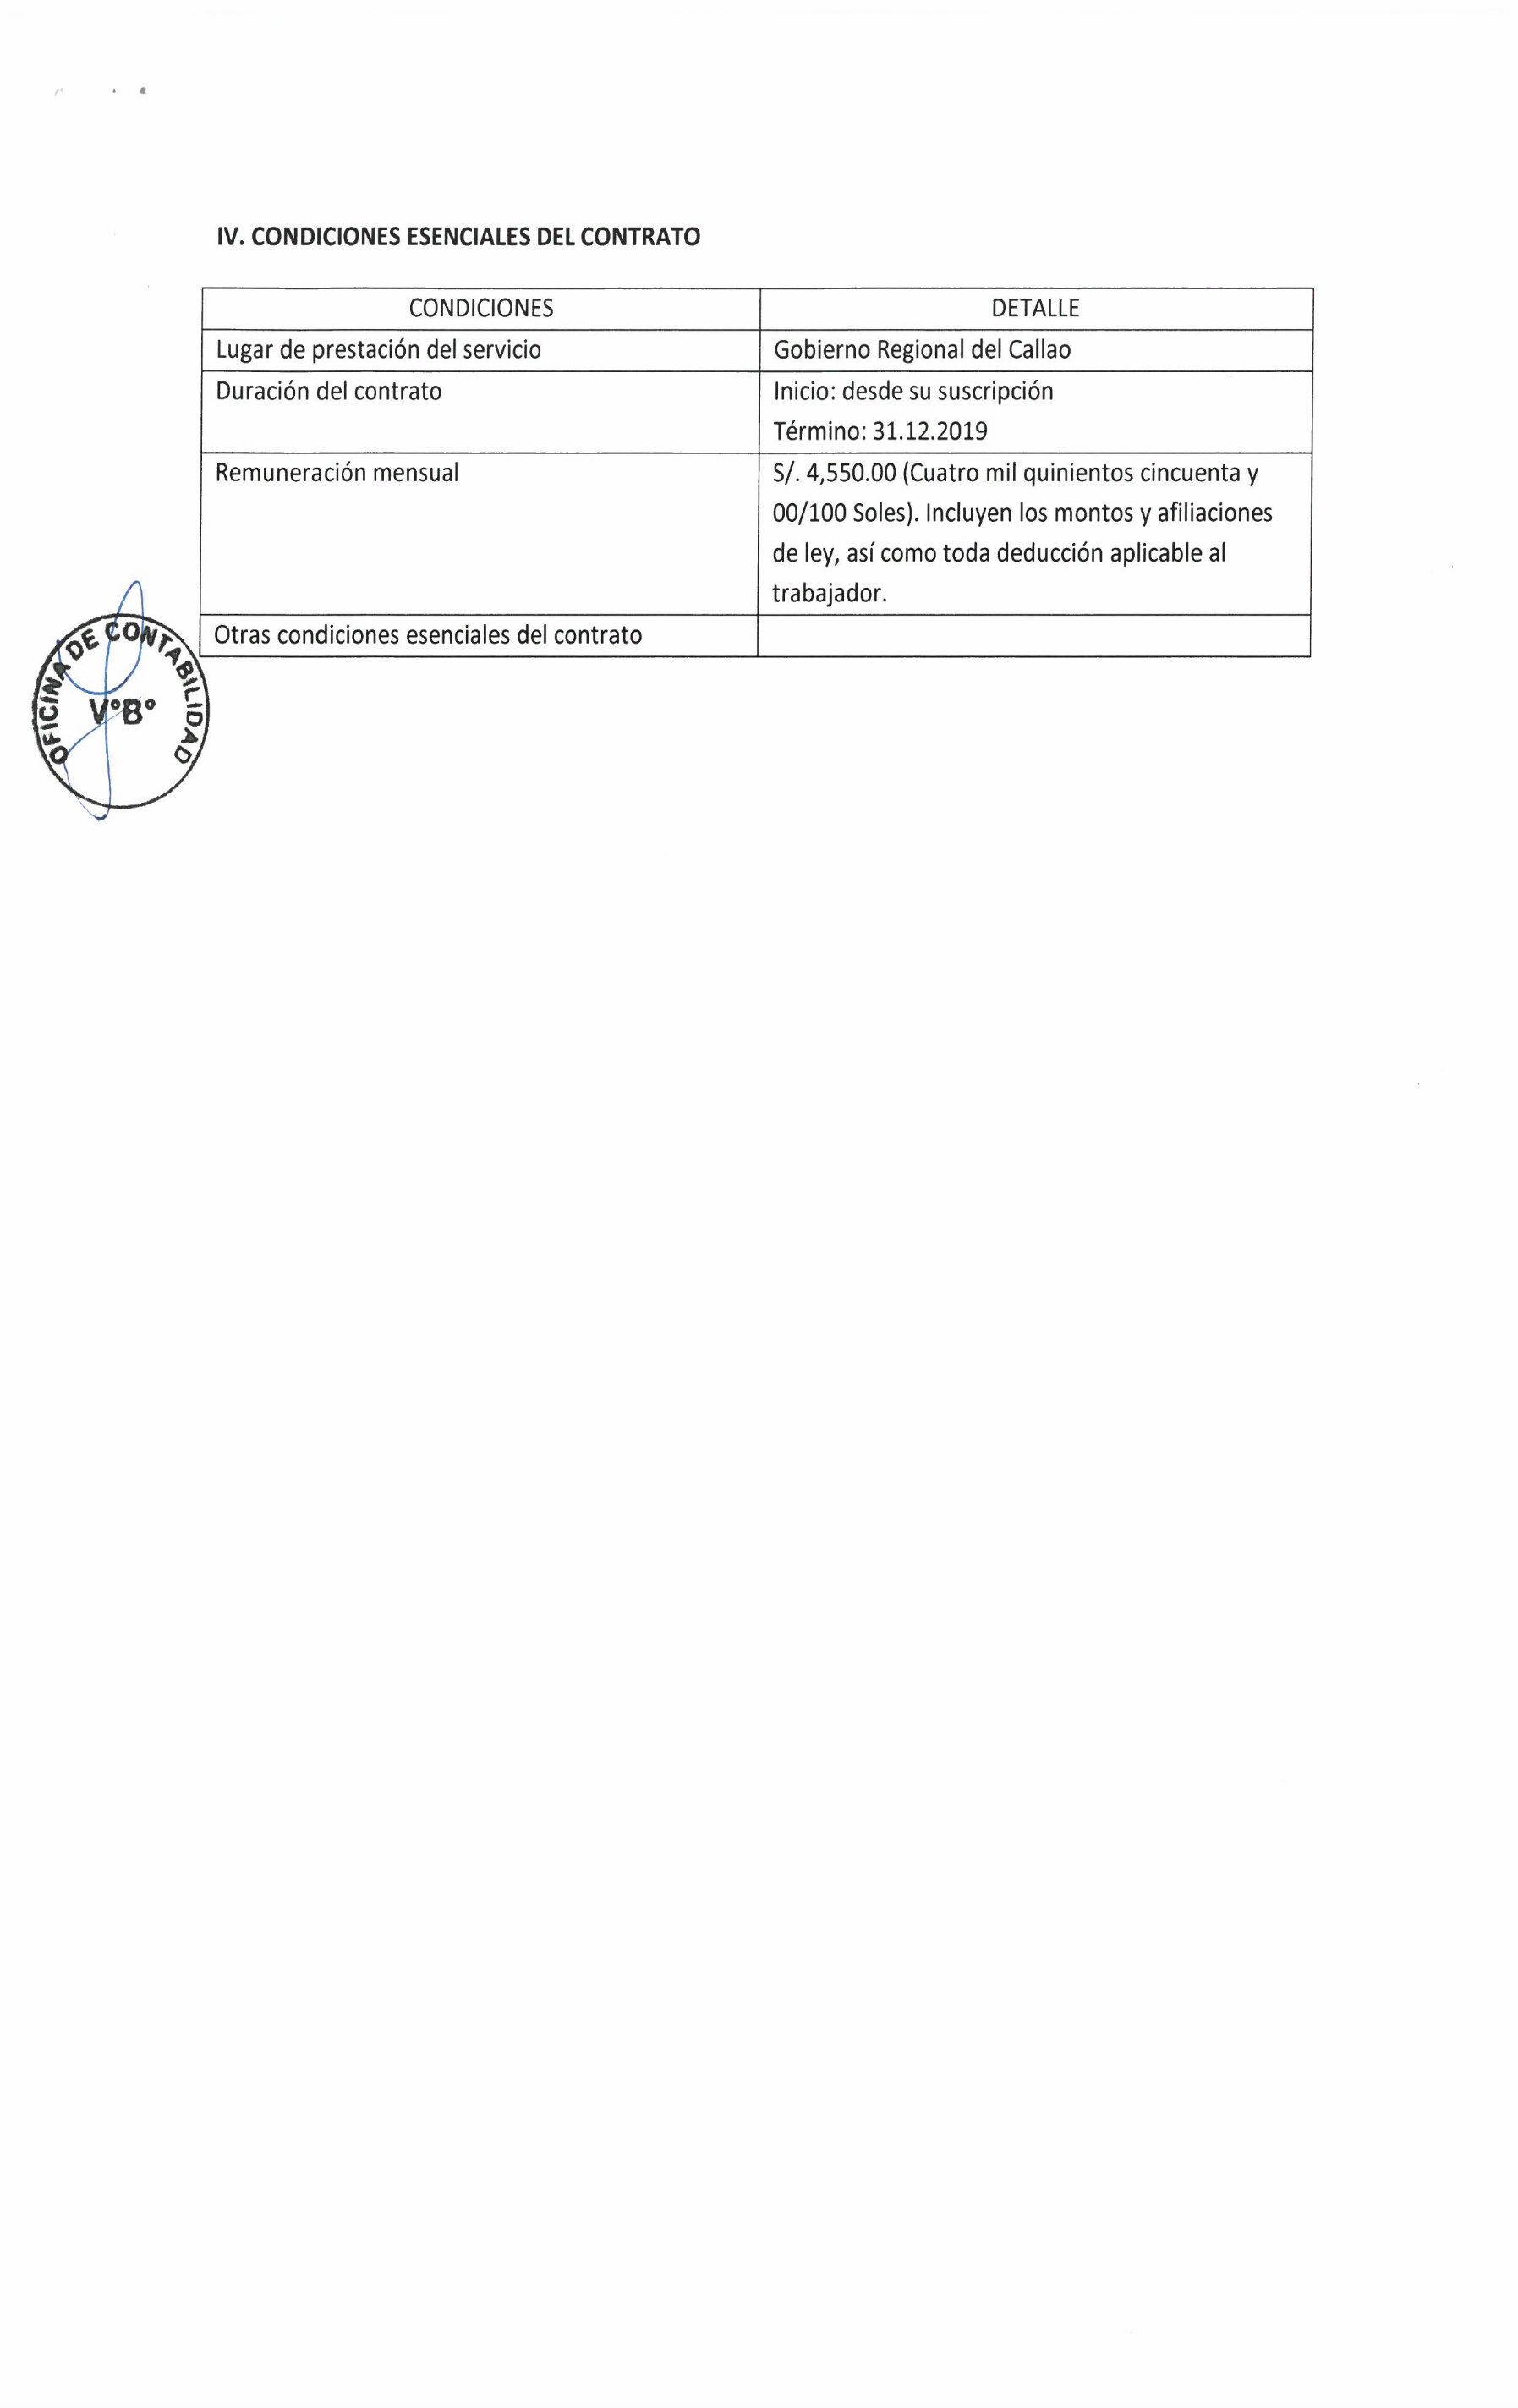 IV. CONDICIONES ESENCIALES DEL CONTRATO
CONDICIONES DETALLE
Lugar de prestación del servicio Gobierno Regional del Callao
Duración del contrato Inicio: desde su suscripción
Término: 31.12.2019
Remuneración mensual S/. 4,550.00 (Cuatro mil quinientos cincuenta y
00/100 Soles). Incluyen los montos y afiliaciones
de ley, así como toda deducción aplicable al
trabajador.
Otras condiciones esenciales del contrato
OFICINA DE CONTABILIDAD
V°B°